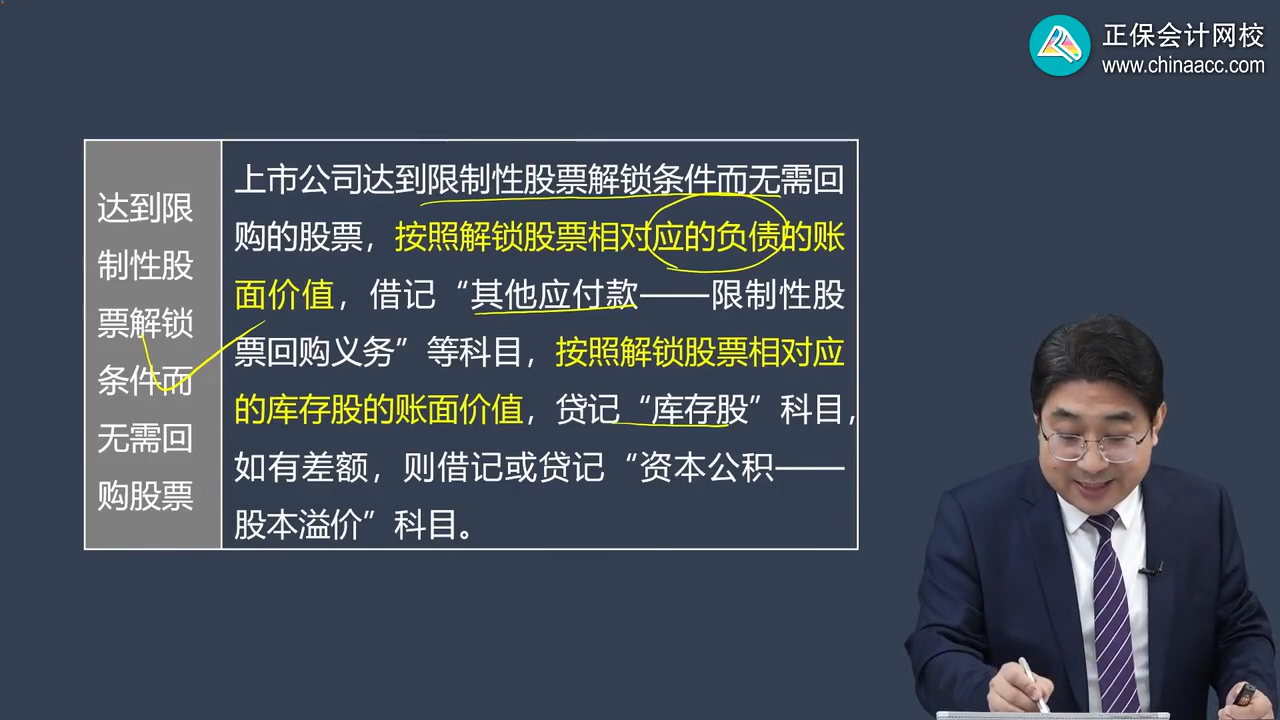 正保会计网校
www.chinaacc.com
达到限
制性股
票解锁
条件而
无需回
购股票
上市公司达到限制性股票解锁条件而无需回
购的股票，按照解锁股票相对应的负债的账
面价值，借记“其他应付款——限制性股
票回购义务”等科目，按照解锁股票相对应
的库存股的账面价值，贷记“库存股”科目，
如有差额，则借记或贷记“资本公积——
股本溢价”科目。